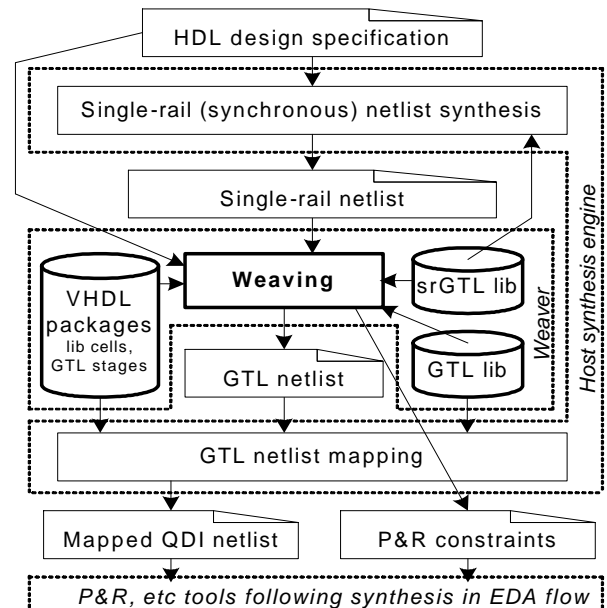 HDL design specification
Single-rail (synchronous) netlist synthesis
Single-rail netlist
Weaving
VHDL
packages
lib cells,
GTL stages
srGTL lib
GTL lib
Weaver
Host synthesis engine
GTL netlist
GTL netlist mapping
Mapped QDI netlist
P&R constraints
P&R, etc tools following synthesis in EDA flow